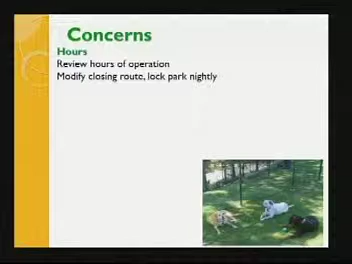 Concerns
Hours
Review hours of operation
Modify closing route, lock park nightly